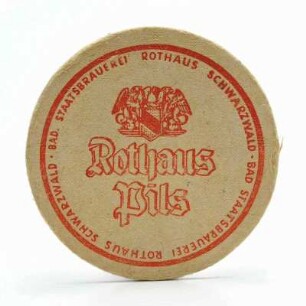 BAD. STAATSBRAUEREI ROTHAUS SCHWARZWALD · BAD. STAATSBRAUEREI ROTHAUS SCHWARZWALD ·
Rothaus
Pils